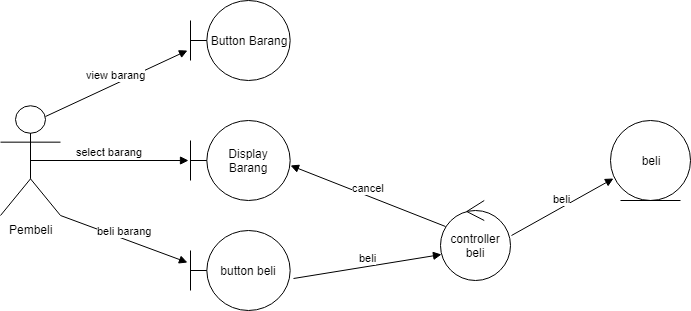 Button Barang
view barang
select barang
Display
Barang
beli
cancel
beli
Pembeli
beli barang
controller
beli
beli
button beli